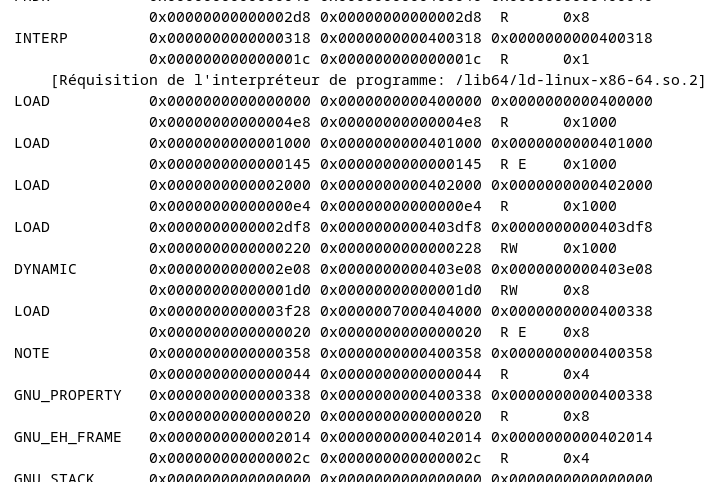 0x00000000000002d8 0x00000000000002d8 R 0x8
INTERP 0x0000000000000318 0x0000000000400318 0x0000000000400318
0x000000000000001c 0x000000000000001c R 0x1
[Réquisition de l'interpréteur de programme: /lib64/ld-linux-x86-64.so.2]
LOAD 0x0000000000000000 0x0000000000400000 0x0000000000400000
0x00000000000004e8 0x00000000000004e8 R 0x1000
LOAD 0x0000000000001000 0x0000000000401000 0x0000000000401000
0x0000000000000145 0x0000000000000145 R E 0x1000
LOAD 0x0000000000002000 0x0000000000402000 0x0000000000402000
0x00000000000000e4 0x00000000000000e4 R 0x1000
LOAD 0x0000000000002df8 0x0000000000403df8 0x0000000000403df8
0x0000000000000220 0x0000000000000228 RW 0x1000
DYNAMIC 0x0000000000002e08 0x0000000000403e08 0x0000000000403e08
0x00000000000001d0 0x00000000000001d0 RW 0x8
LOAD 0x0000000000003f28 0x0000007000404000 0x0000000000400338
0x0000000000000020 0x0000000000000020 R E 0x8
NOTE 0x0000000000000358 0x0000000000400358 0x0000000000400358
0x0000000000000044 0x0000000000000044 R 0x4
GNU_PROPERTY 0x0000000000000338 0x0000000000400338 0x0000000000400338
0x0000000000000020 0x0000000000000020 R 0x8
GNU_EH_FRAME 0x0000000000002014 0x0000000000402014 0x0000000000402014
0x000000000000002c 0x000000000000002c R 0x4
GNU_STACK 0x0000000000000000 0x0000000000000000 0x0000000000000000